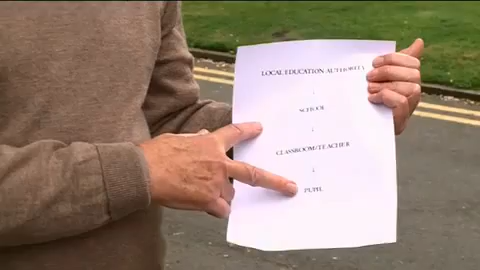 LOCAL EDUCATION AUTHORITY
↓
SCHOOL
↓
CLASSROOM/TEACHER
↓
PUPIL